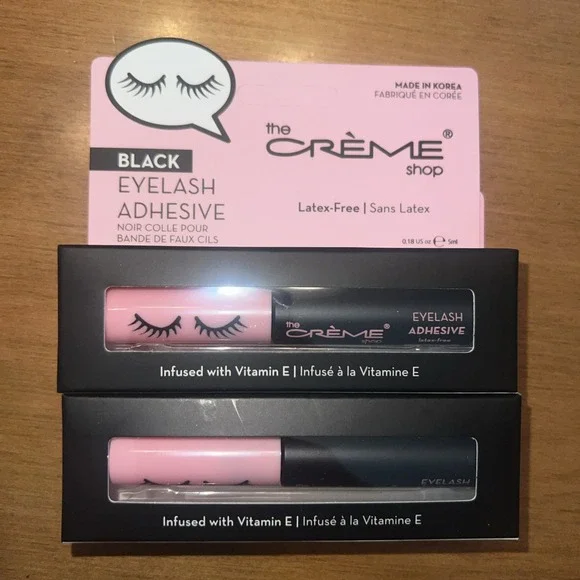 MADE IN KOREA
FABRIQUÉ EN CORÉE
the
CRÈME®
shop
BLACK
EYELASH
ADHESIVE
NOIR COLLE POUR
BANDE DE FAUX CILS
Latex-Free | Sans Latex
0.18 US oz ℮ 5ml
the
CRÈME
EYELASH
ADHESIVE
latex-free
Infused with Vitamin E | Infusé à la Vitamine E
EYELASH
Infused with Vitamin E | Infusé à la Vitamine E